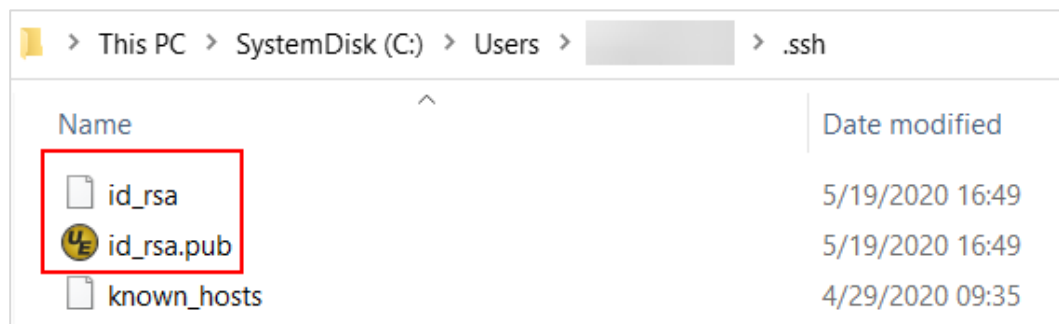 > This PC > SystemDisk (C:) > Users > > .ssh
Name Date modified
id_rsa 5/19/2020 16:49
UE id_rsa.pub 5/19/2020 16:49
known_hosts 4/29/2020 09:35